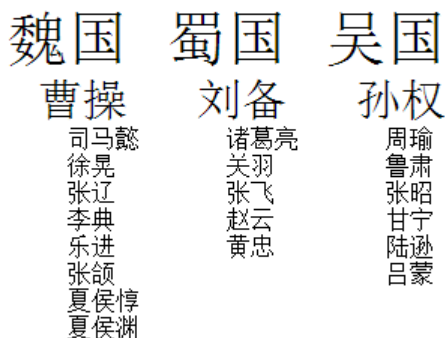 魏国 蜀国 吴国
曹操 刘备 孙权
司马懿 诸葛亮 周瑜
徐晃 关羽 鲁肃
张辽 张飞 张昭
李典 赵云 甘宁
乐进 黄忠 陆逊
张颌 吕蒙
夏侯惇
夏侯渊